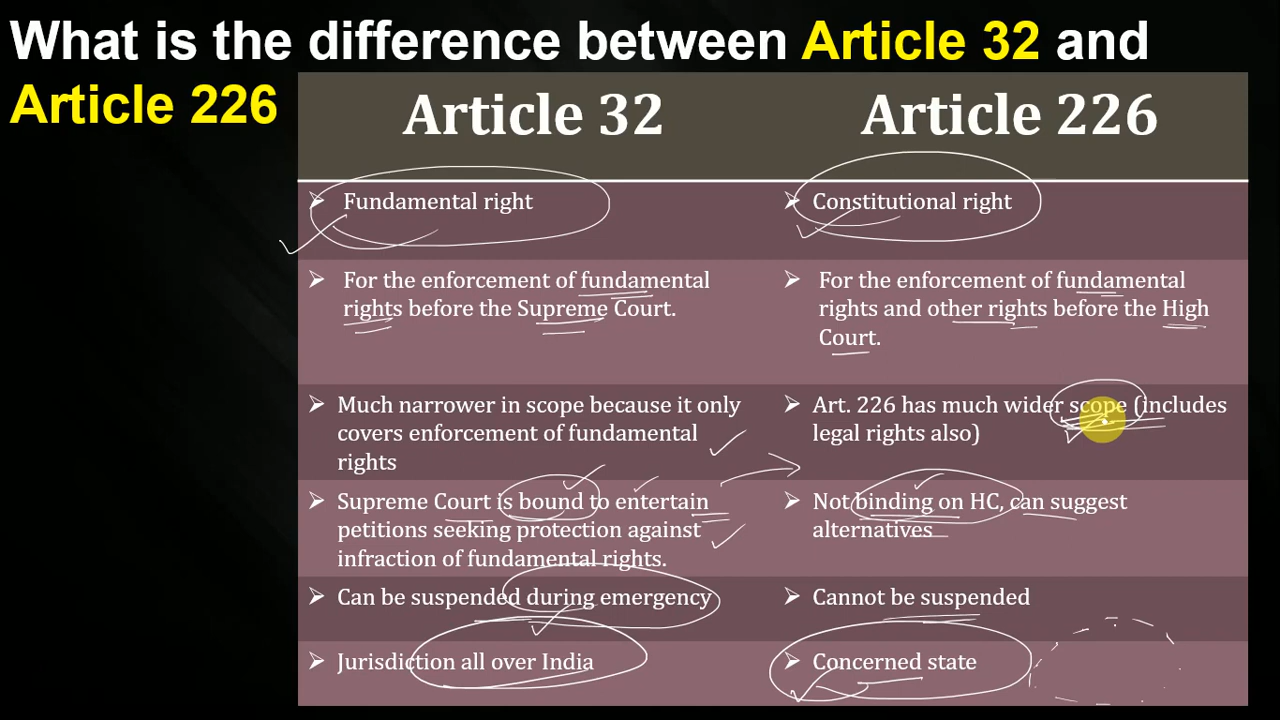 What is the difference between Article 32 and
Article 226
Article 32
Article 226
➢ Fundamental right
➢ Constitutional right
➢ For the enforcement of fundamental
rights before the Supreme Court.
➢ For the enforcement of fundamental
rights and other rights before the High
Court.
➢ Much narrower in scope because it only
covers enforcement of fundamental
rights
➢ Art. 226 has much wider scope (includes
legal rights also)
➢ Supreme Court is bound to entertain
petitions seeking protection against
infraction of fundamental rights.
➢ Not binding on HC, can suggest
alternatives
➢ Can be suspended during emergency
➢ Cannot be suspended
➢ Jurisdiction all over India
➢ Concerned state